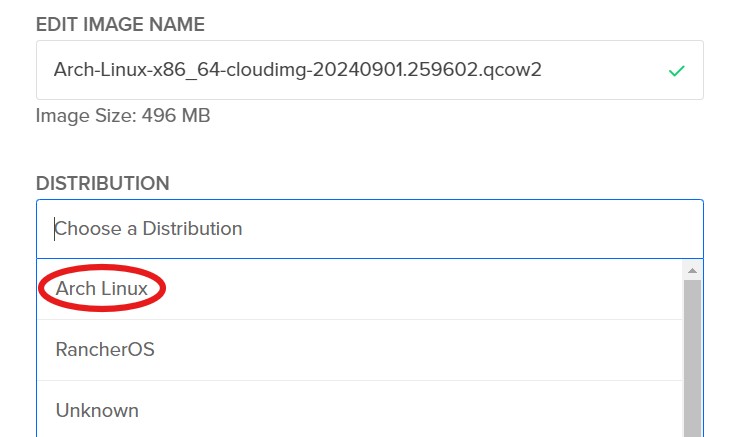 EDIT IMAGE NAME
Arch-Linux-x86_64-cloudimg-20240901.259602.qcow2
Image Size: 496 MB
DISTRIBUTION
Choose a Distribution
Arch Linux
RancherOS
Unknown